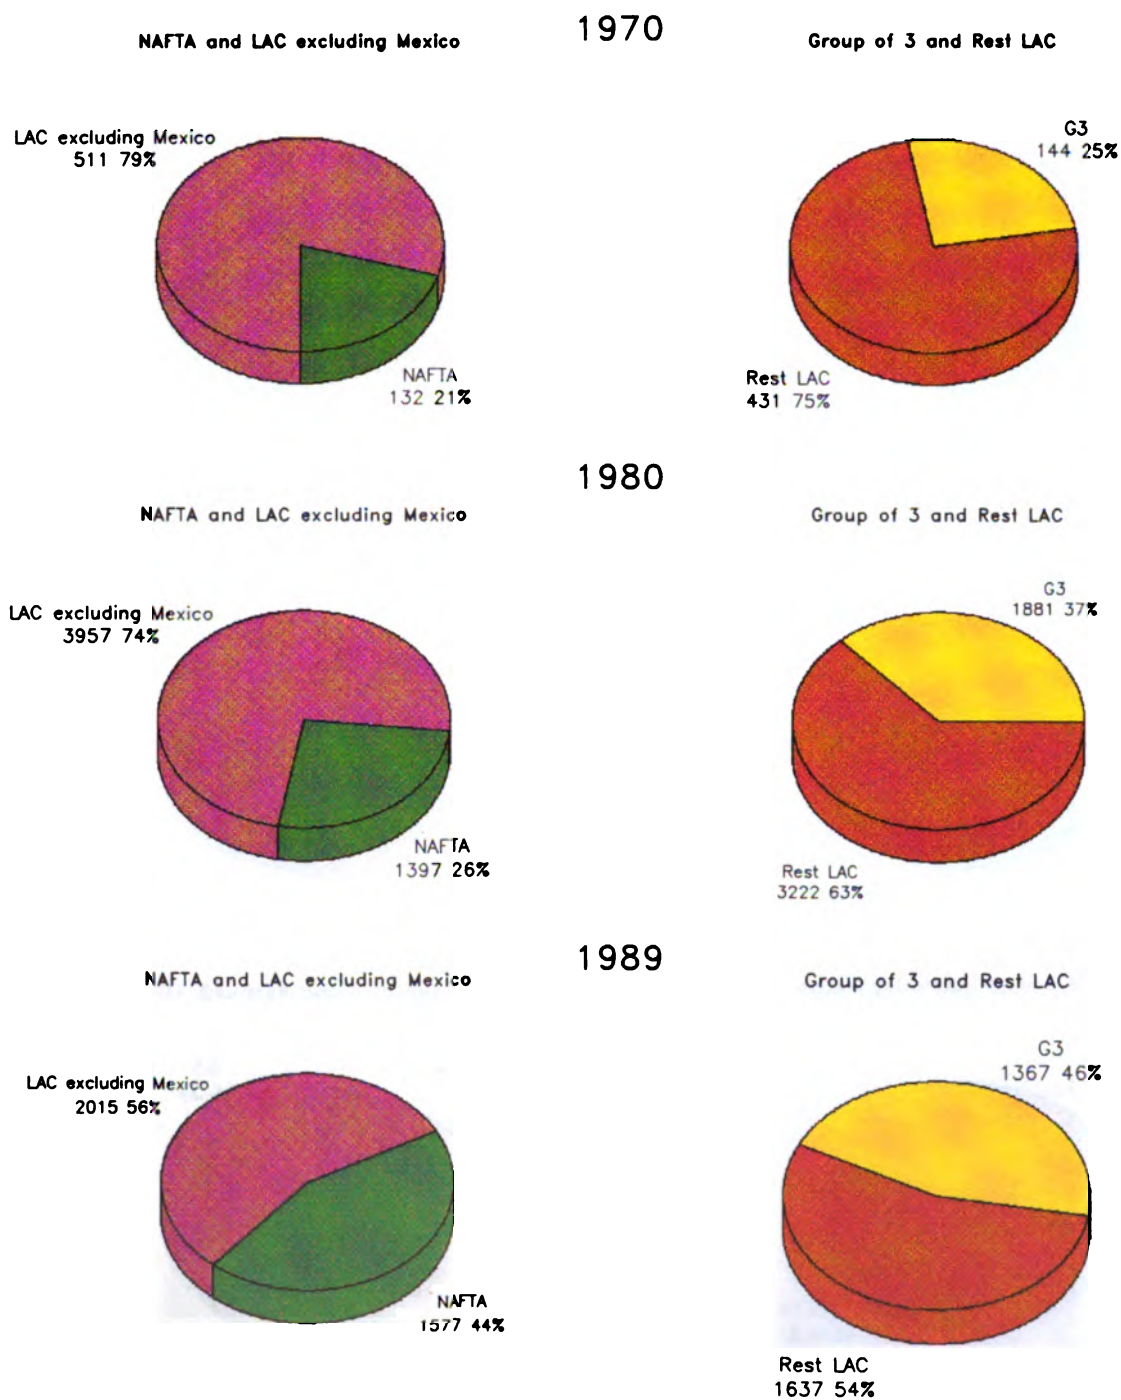 1970
NAFTA and LAC excluding Mexico
LAC excluding Mexico
511 79%
NAFTA
132 21%
Group of 3 and Rest LAC
G3
144 25%
Rest LAC
431 75%
1980
NAFTA and LAC excluding Mexico
LAC excluding Mexico
3957 74%
NAFTA
1397 26%
Group of 3 and Rest LAC
G3
1881 37%
Rest LAC
3222 63%
1989
NAFTA and LAC excluding Mexico
LAC excluding Mexico
2015 56%
NAFTA
1577 44%
Group of 3 and Rest LAC
G3
1367 46%
Rest LAC
1637 54%